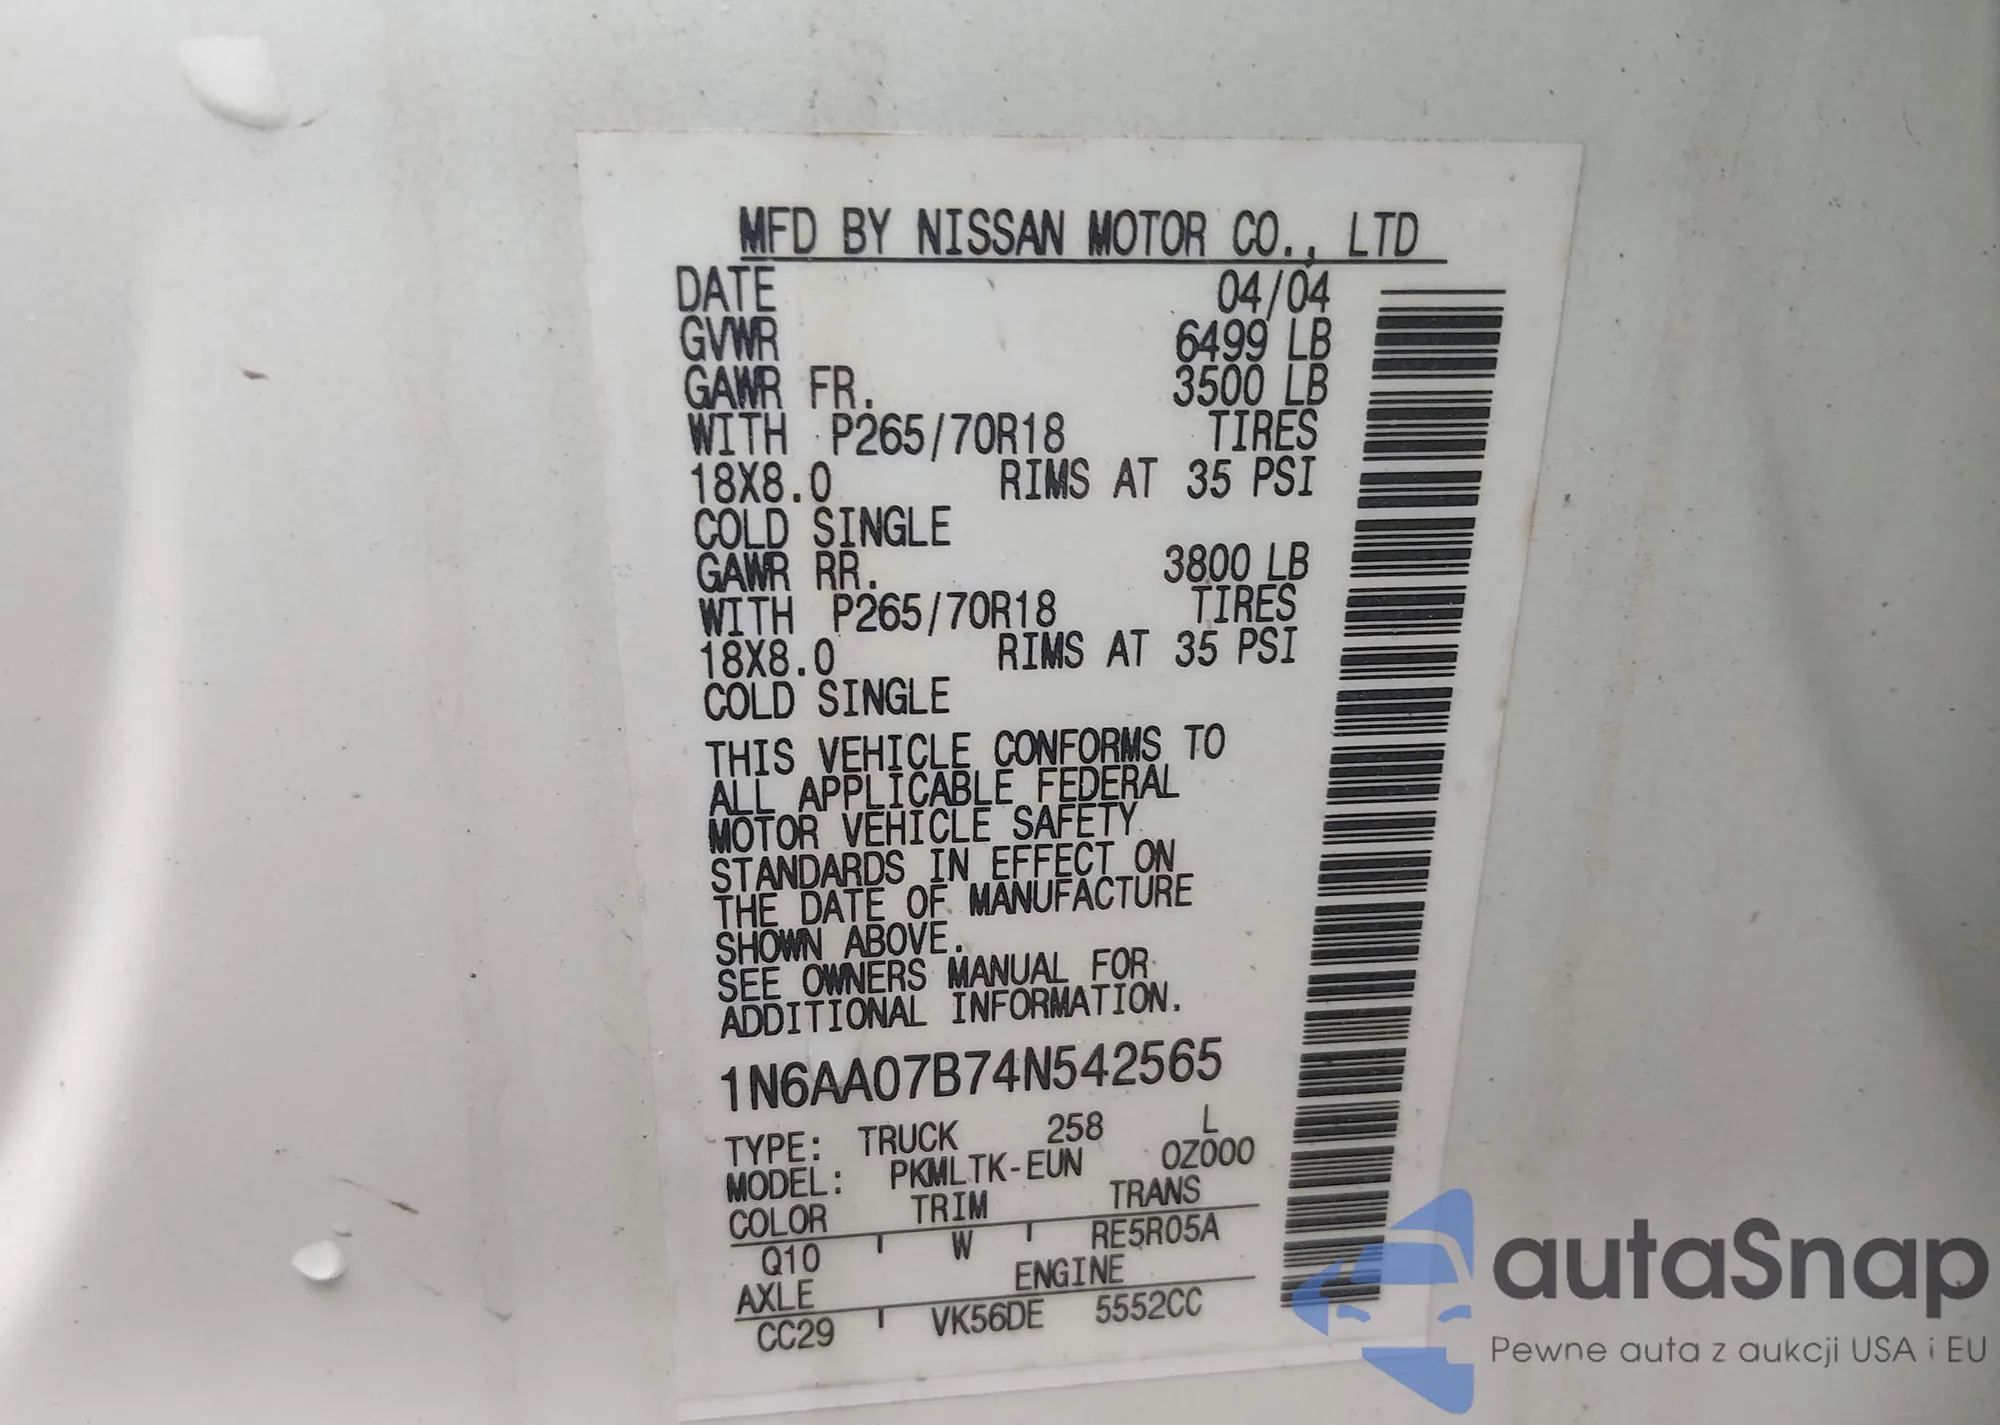 MFD BY NISSAN MOTOR CO., LTD
DATE 04/04
GVWR 6499 LB
GAWR FR. 3500 LB
WITH P265/70R18 TIRES
18X8.0 RIMS AT 35 PSI
COLD SINGLE
GAWR RR. 3800 LB
WITH P265/70R18 TIRES
18X8.0 RIMS AT 35 PSI
COLD SINGLE
THIS VEHICLE CONFORMS TO
ALL APPLICABLE FEDERAL
MOTOR VEHICLE SAFETY
STANDARDS IN EFFECT ON
THE DATE OF MANUFACTURE
SHOWN ABOVE.
SEE OWNERS MANUAL FOR
ADDITIONAL INFORMATION.
1N6AA07B74N542565
TYPE: TRUCK 258 L
MODEL: PKMLTK-EUN 0Z000
COLOR TRIM TRANS
Q10 W RE5R05A
AXLE ENGINE
CC29 VK56DE 5552CC
autaSnap
Pewne auta z aukcji USA i EU